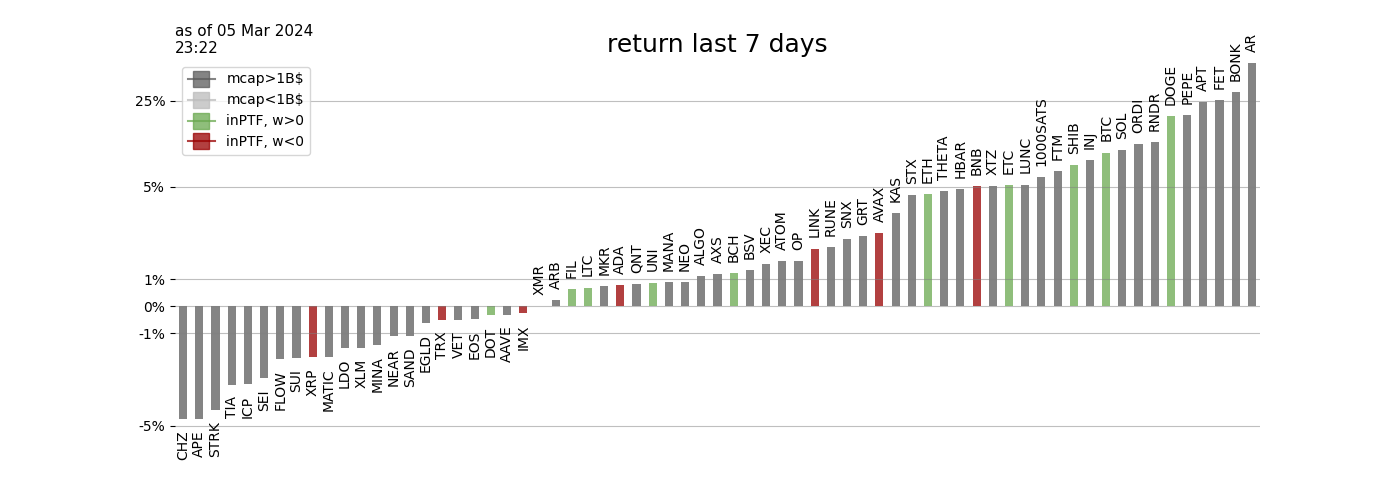 as of 05 Mar 2024
23:22
return last 7 days
mcap>1B$
mcap<1B$
inPTF, w>0
inPTF, w<0
25%
5%
1%
0%
-1%
-5%
CHZ
APE
STRK
TIA
ICP
SEI
FLOW
SUI
XRP
MATIC
LDO
XLM
MINA
NEAR
SAND
EGLD
TRX
VET
EOS
DOT
AAVE
IMX
XMR
ARB
FIL
LTC
MKR
ADA
QNT
UNI
MANA
NEO
ALGO
AXS
BCH
BSV
XEC
ATOM
OP
LINK
RUNE
SNX
GRT
AVAX
KAS
STX
ETH
THETA
HBAR
BNB
XTZ
ETC
LUNC
1000SATS
FTM
SHIB
INJ
BTC
SOL
ORDI
RNDR
DOGE
PEPE
APT
FET
BONK
AR